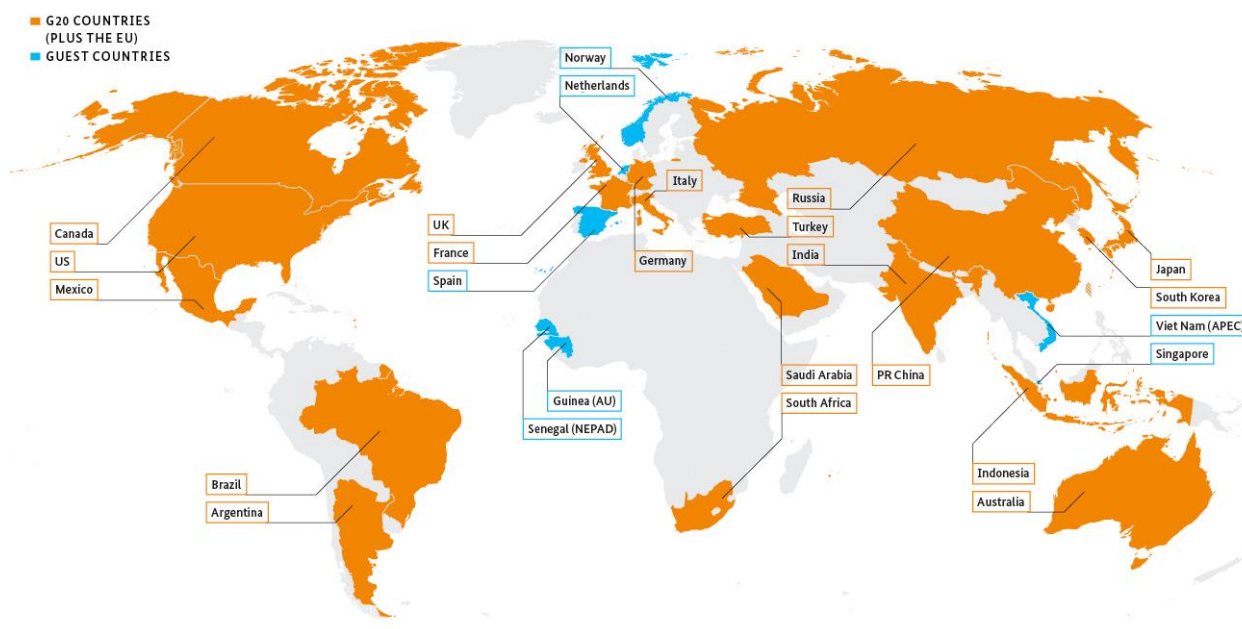 G20 COUNTRIES
(PLUS THE EU)
GUEST COUNTRIES
Norway
Netherlands
Italy
Russia
Canada
UK
Turkey
US
France
India
Germany
Japan
Mexico
Spain
South Korea
Viet Nam (APEC)
Singapore
Saudi Arabia
PR China
Guinea (AU)
South Africa
Senegal (NEPAD)
Brazil
Indonesia
Argentina
Australia